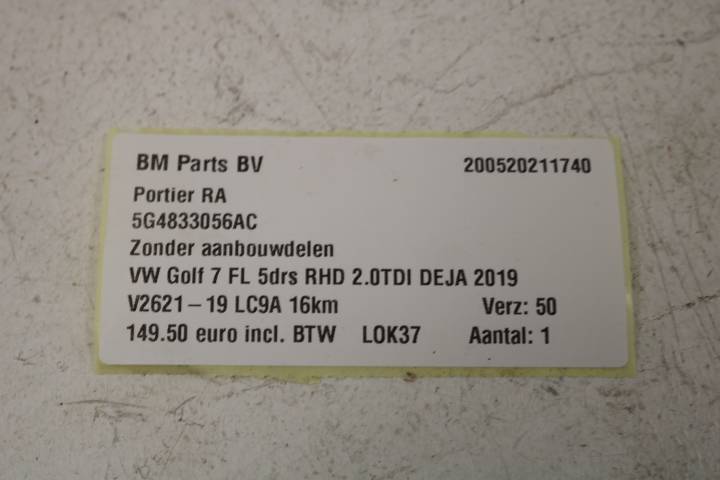 BM Parts BV 200520211740
Portier RA
5G4833056AC
Zonder aanbouwdelen
VW Golf 7 FL 5drs RHD 2.0TDI DEJA 2019
V2621-19 LC9A 16km Verz: 50
149.50 euro incl. BTW LOK37 Aantal: 1